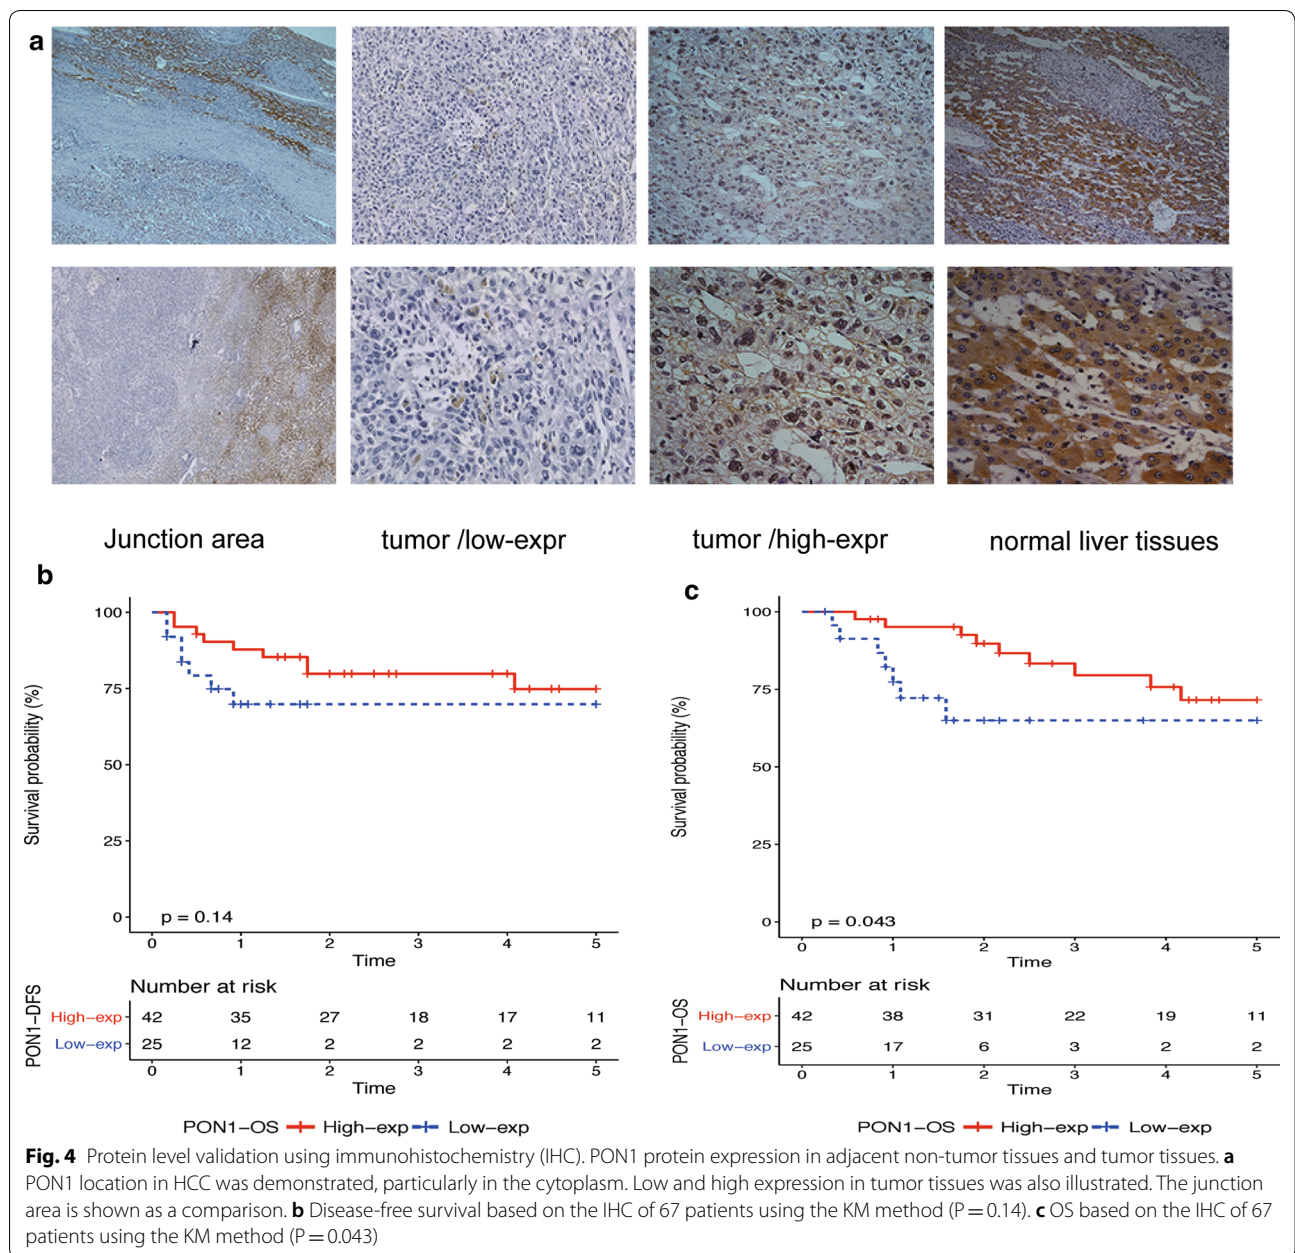 a
Junction area tumor /low-expr tumor /high-expr normal liver tissues
b
Survival probability (%)
100
75
50
25
0
p = 0.14
0 1 2 3 4 5
Time
Number at risk
PON1-DFS
High-exp 42 35 27 18 17 11
Low-exp 25 12 2 2 2 2
0 1 2 3 4 5
Time
PON1-OS High-exp Low-exp
c
Survival probability (%)
100
75
50
25
0
p = 0.043
0 1 2 3 4 5
Time
Number at risk
PON1-OS
High-exp 42 38 31 22 19 11
Low-exp 25 17 6 3 2 2
0 1 2 3 4 5
Time
PON1-OS High-exp Low-exp
Fig. 4 Protein level validation using immunohistochemistry (IHC). PON1 protein expression in adjacent non-tumor tissues and tumor tissues. a
PON1 location in HCC was demonstrated, particularly in the cytoplasm. Low and high expression in tumor tissues was also illustrated. The junction
area is shown as a comparison. b Disease-free survival based on the IHC of 67 patients using the KM method (P = 0.14). c OS based on the IHC of 67
patients using the KM method (P = 0.043)